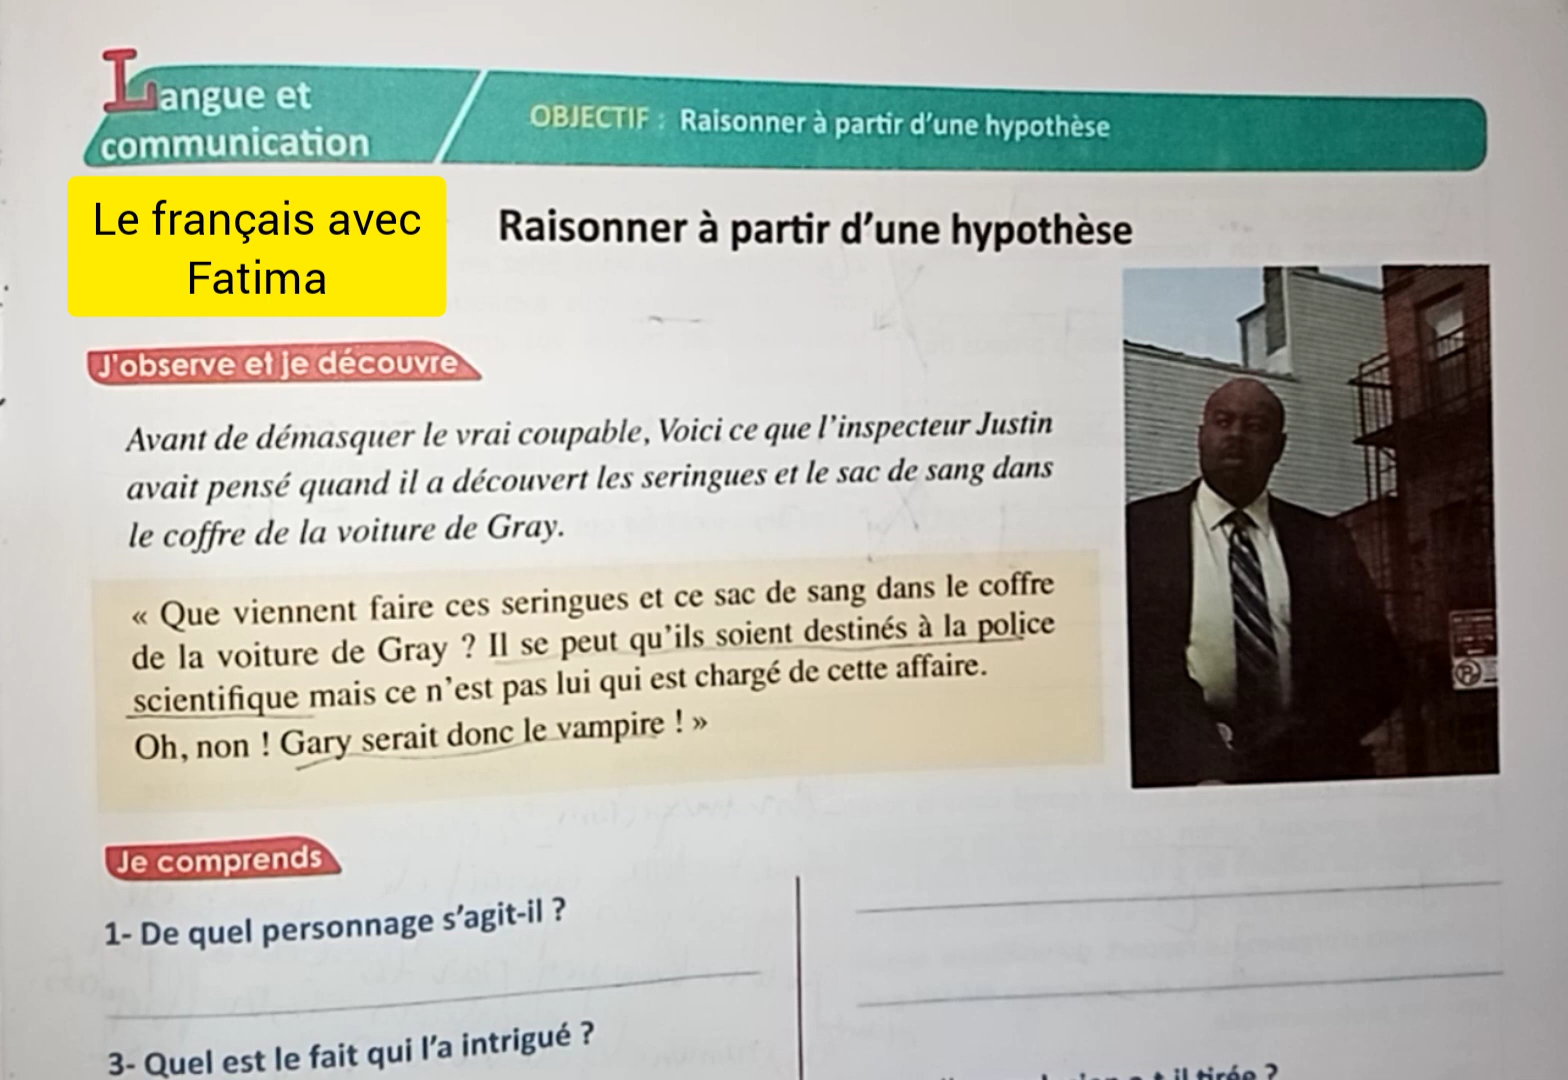 Langue et
communication
OBJECTIF : Raisonner à partir d'une hypothèse
Le français avec
Fatima
Raisonner à partir d'une hypothèse
J'observe et je découvre
Avant de démasquer le vrai coupable, Voici ce que l'inspecteur Justin
avait pensé quand il a découvert les seringues et le sac de sang dans
le coffre de la voiture de Gray.
« Que viennent faire ces seringues et ce sac de sang dans le coffre
de la voiture de Gray ? Il se peut qu'ils soient destinés à la police
scientifique mais ce n'est pas lui qui est chargé de cette affaire.
Oh, non ! Gary serait donc le vampire ! »
Je comprends
1- De quel personnage s'agit-il ?
3- Quel est le fait qui l'a intrigué ?
il tirée ?